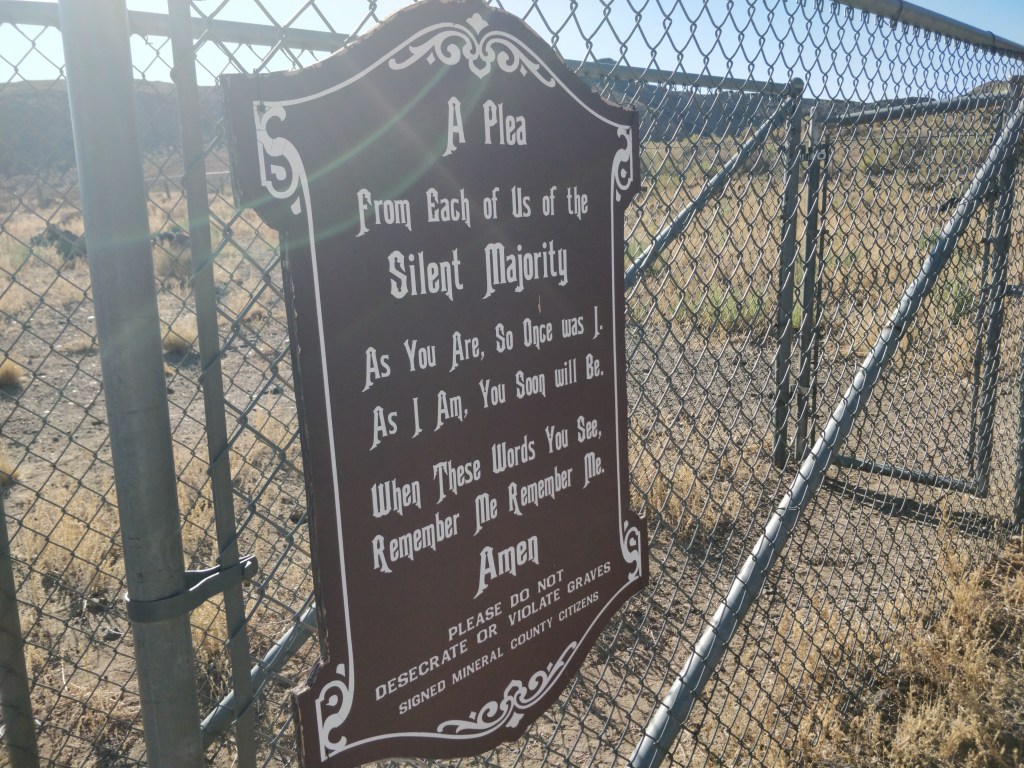 A Plea
From Each of Us of the
Silent Majority
As You Are, So Once was I.
As I Am, You Soon will Be.
When These Words You See,
Remember Me Remember Me.
Amen
PLEASE DO NOT
DESECRATE OR VIOLATE GRAVES
SIGNED MINERAL COUNTY CITIZENS